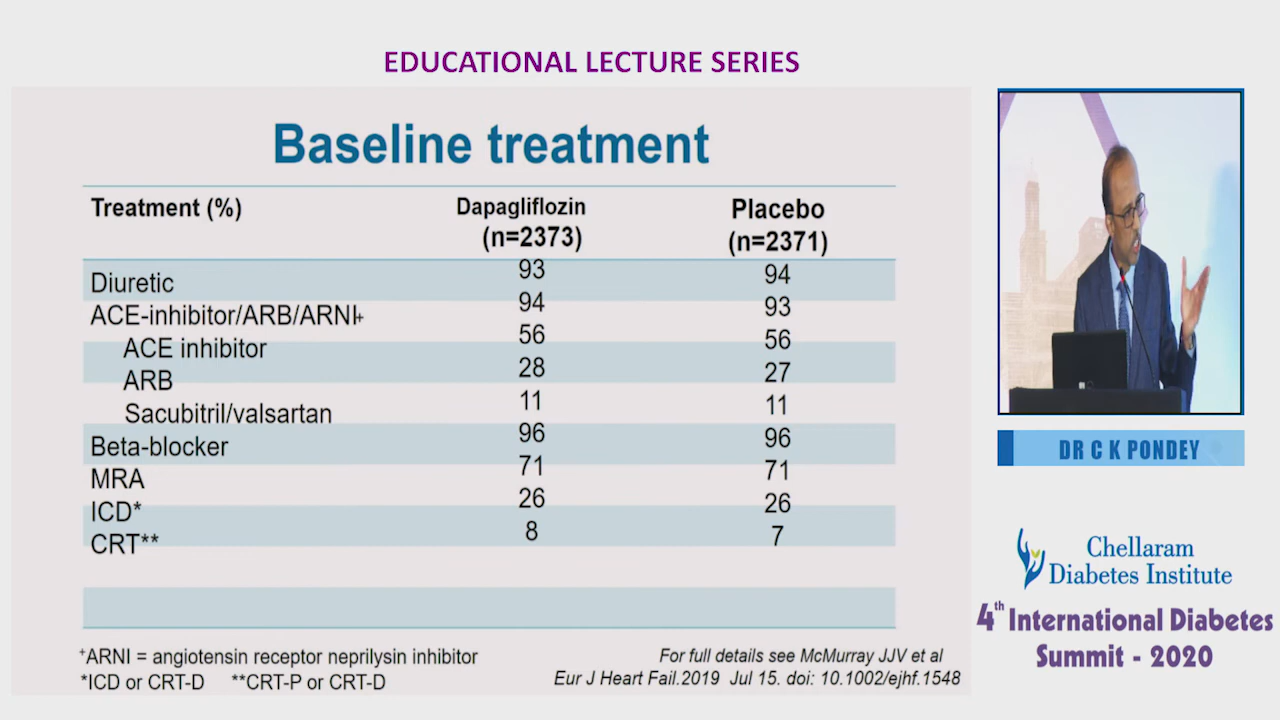 EDUCATIONAL LECTURE SERIES
Baseline treatment
Treatment (%) Dapagliflozin (n=2373) Placebo (n=2371)
Diuretic 93 94
ACE-inhibitor/ARB/ARNI+ 94 93
ACE inhibitor 56 56
ARB 28 27
Sacubitril/valsartan 11 11
Beta-blocker 96 96
MRA 71 71
ICD* 26 26
CRT** 8 7
+ARNI = angiotensin receptor neprilysin inhibitor
*ICD or CRT-D **CRT-P or CRT-D
For full details see McMurray JJV et al
Eur J Heart Fail.2019 Jul 15. doi: 10.1002/ejhf.1548
DR C K PONDEY
Chellaram
Diabetes Institute
4th International Diabetes
Summit - 2020